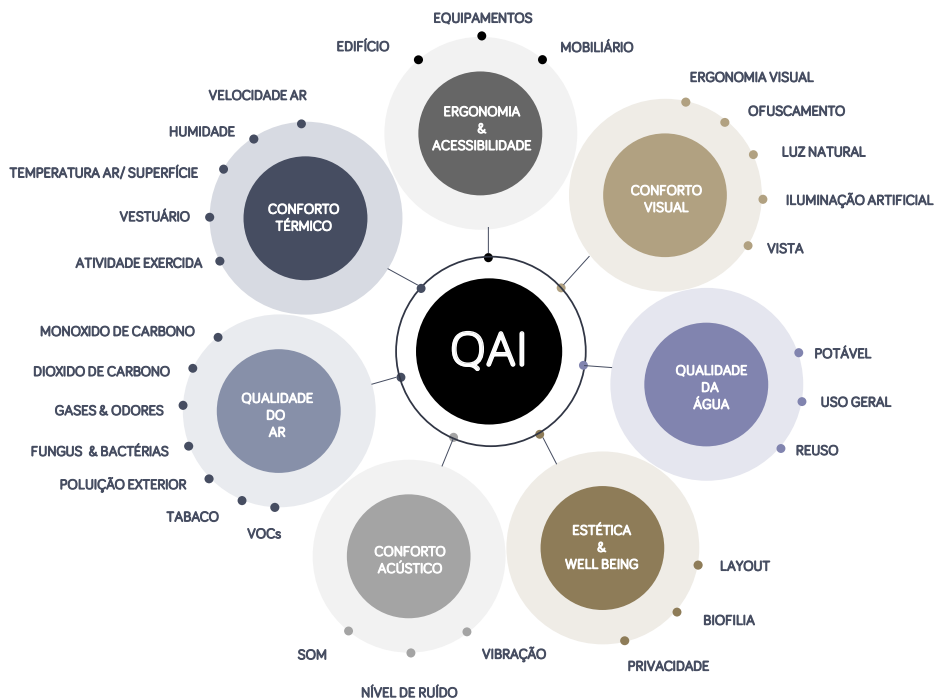 EQUIPAMENTOS
EDIFÍCIO
MOBILIÁRIO
ERGONOMIA
&
ACESSIBILIDADE
ERGONOMIA VISUAL
OFUSCAMENTO
LUZ NATURAL
ILUMINAÇÃO ARTIFICIAL
VISTA
CONFORTO
VISUAL
VELOCIDADE AR
HUMIDADE
TEMPERATURA AR/ SUPERFÍCIE
VESTUÁRIO
ATIVIDADE EXERCIDA
CONFORTO
TÉRMICO
QAI
MONOXIDO DE CARBONO
DIOXIDO DE CARBONO
GASES & ODORES
FUNGUS & BACTÉRIAS
POLUIÇÃO EXTERIOR
TABACO
VOCs
QUALIDADE
DO
AR
QUALIDADE
DA
ÁGUA
POTÁVEL
USO GERAL
REUSO
CONFORTO
ACÚSTICO
SOM
NÍVEL DE RUÍDO
VIBRAÇÃO
ESTÉTICA
&
WELL BEING
LAYOUT
BIOFILIA
PRIVACIDADE